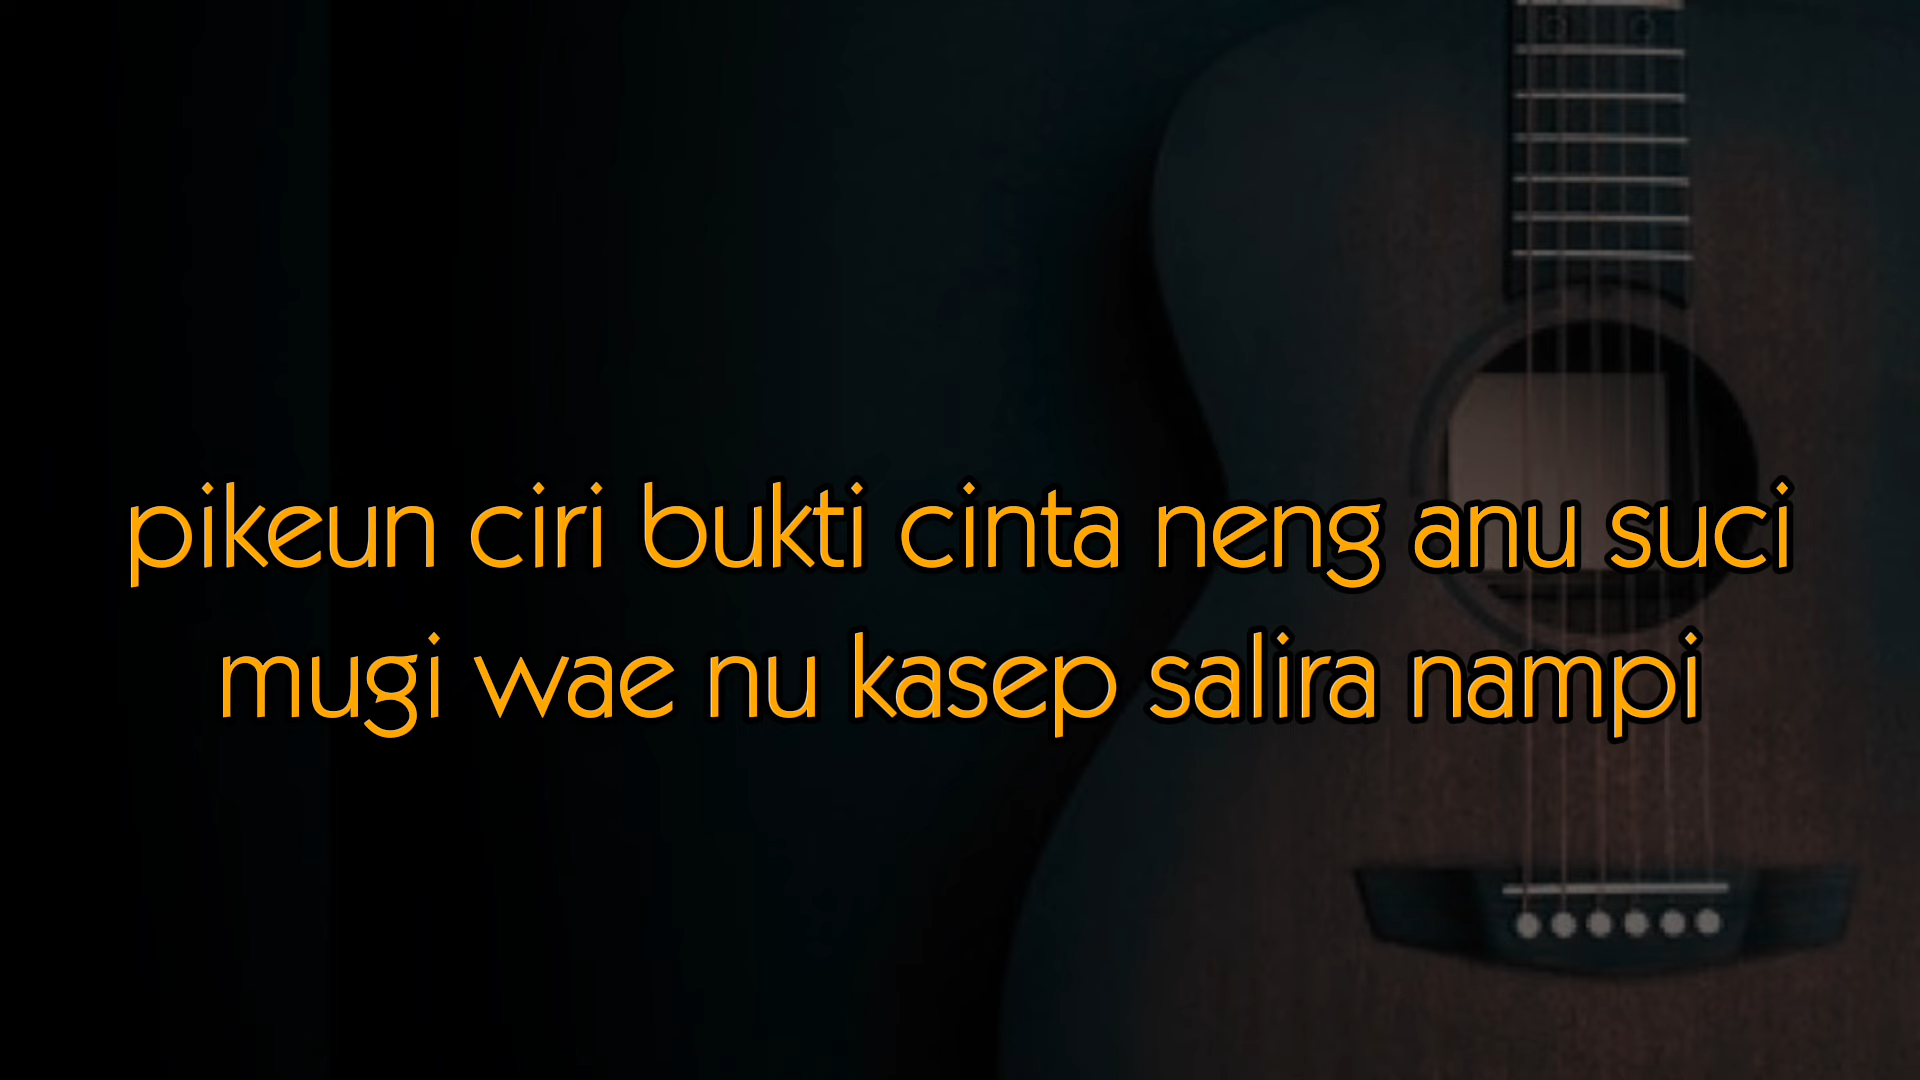 pikeun ciri bukti cinta neng anu suci
mugi wae nu kasep salira nampi